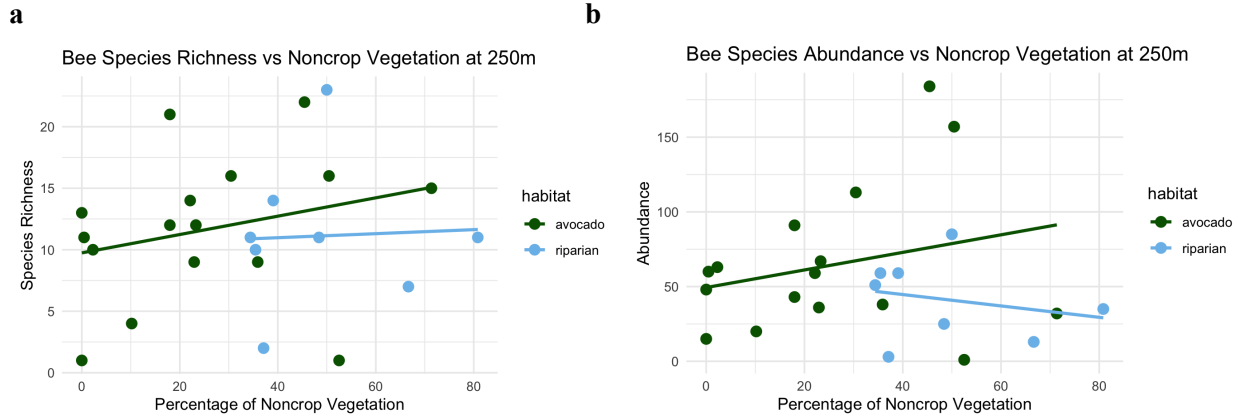 a
Bee Species Richness vs Noncrop Vegetation at 250m
Species Richness
20
15
10
5
0
0 20 40 60 80
Percentage of Noncrop Vegetation
habitat
avocado
riparian
b
Bee Species Abundance vs Noncrop Vegetation at 250m
Abundance
150
100
50
0
0 20 40 60 80
Percentage of Noncrop Vegetation
habitat
avocado
riparian